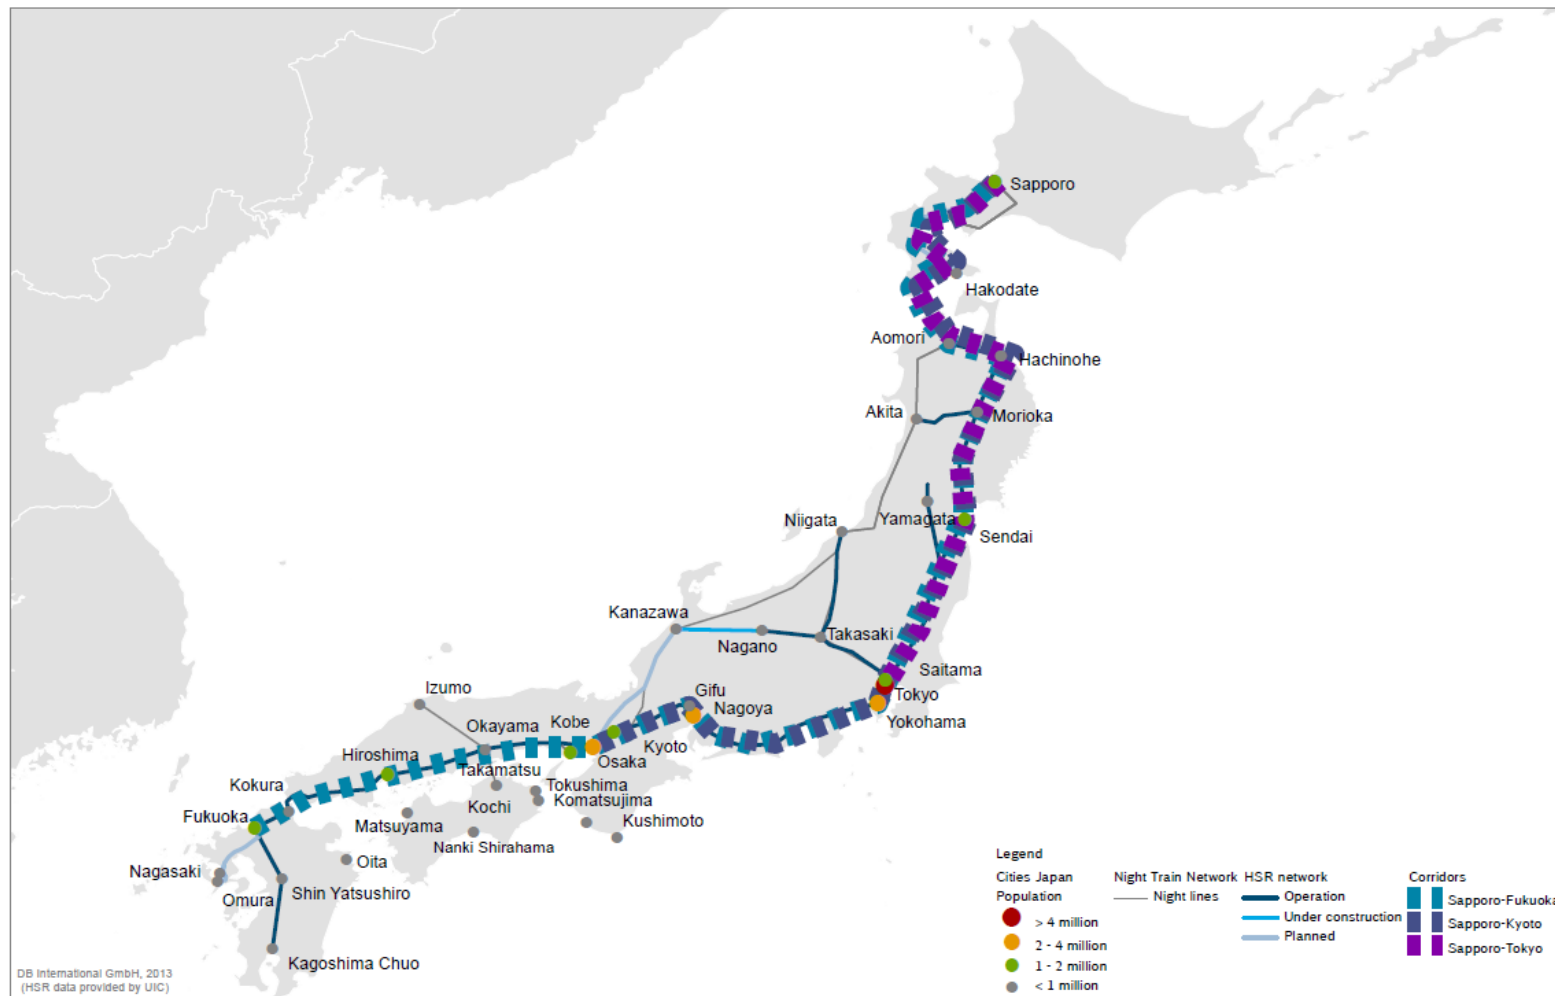 Sapporo
Hakodate
Aomori
Hachinohe
Akita
Morioka
Niigata
Yamagata
Sendai
Kanazawa
Nagano
Takasaki
Saitama
Izumo
Gifu
Tokyo
Nagoya
Yokohama
Okayama
Kobe
Kyoto
Hiroshima
Osaka
Takamatsu
Kokura
Tokushima
Kochi
Komatsujima
Fukuoka
Matsuyama
Kushimoto
Nanki Shirahama
Oita
Nagasaki
Omura
Shin Yatsushiro
Kagoshima Chuo
Legend
Cities Japan
Population
> 4 million
2 - 4 million
1 - 2 million
< 1 million
Night Train Network
Night lines
HSR network
Operation
Under construction
Planned
Corridors
Sapporo-Fukuoka
Sapporo-Kyoto
Sapporo-Tokyo
DB International GmbH, 2013
(HSR data provided by UIC)